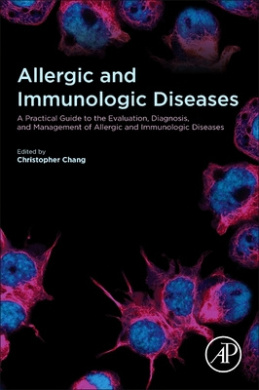 Allergic and
Immunologic Diseases
A Practical Guide to the Evaluation, Diagnosis,
and Management of Allergic and Immunologic Diseases
Edited by
Christopher Chang
AP